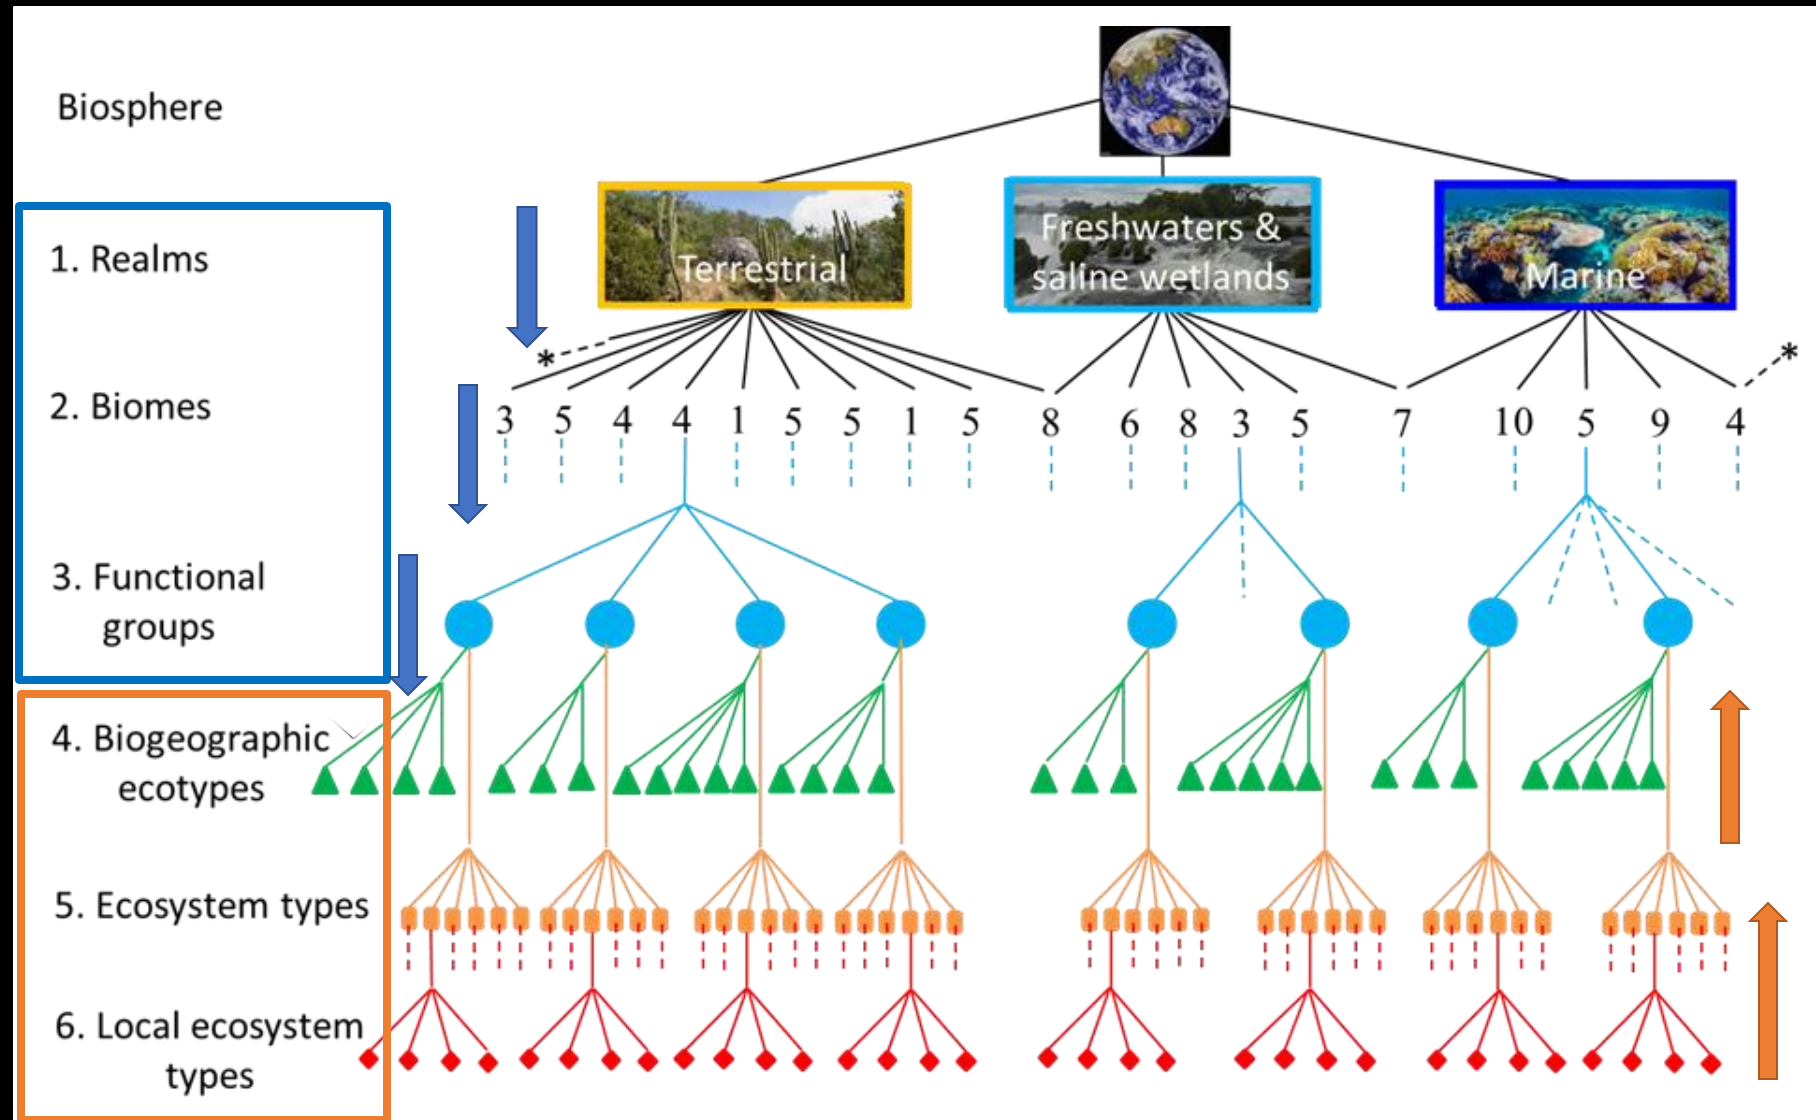 Biosphere
Freshwaters &
saline wetlands
Terrestrial
Marine
1. Realms
*
*
2. Biomes
3 5 4 4 1 5 5 1 5 8 6 8 3 5 7 10 5 9 4
3. Functional
groups
4. Biogeographic
ecotypes
5. Ecosystem types
6. Local ecosystem
types